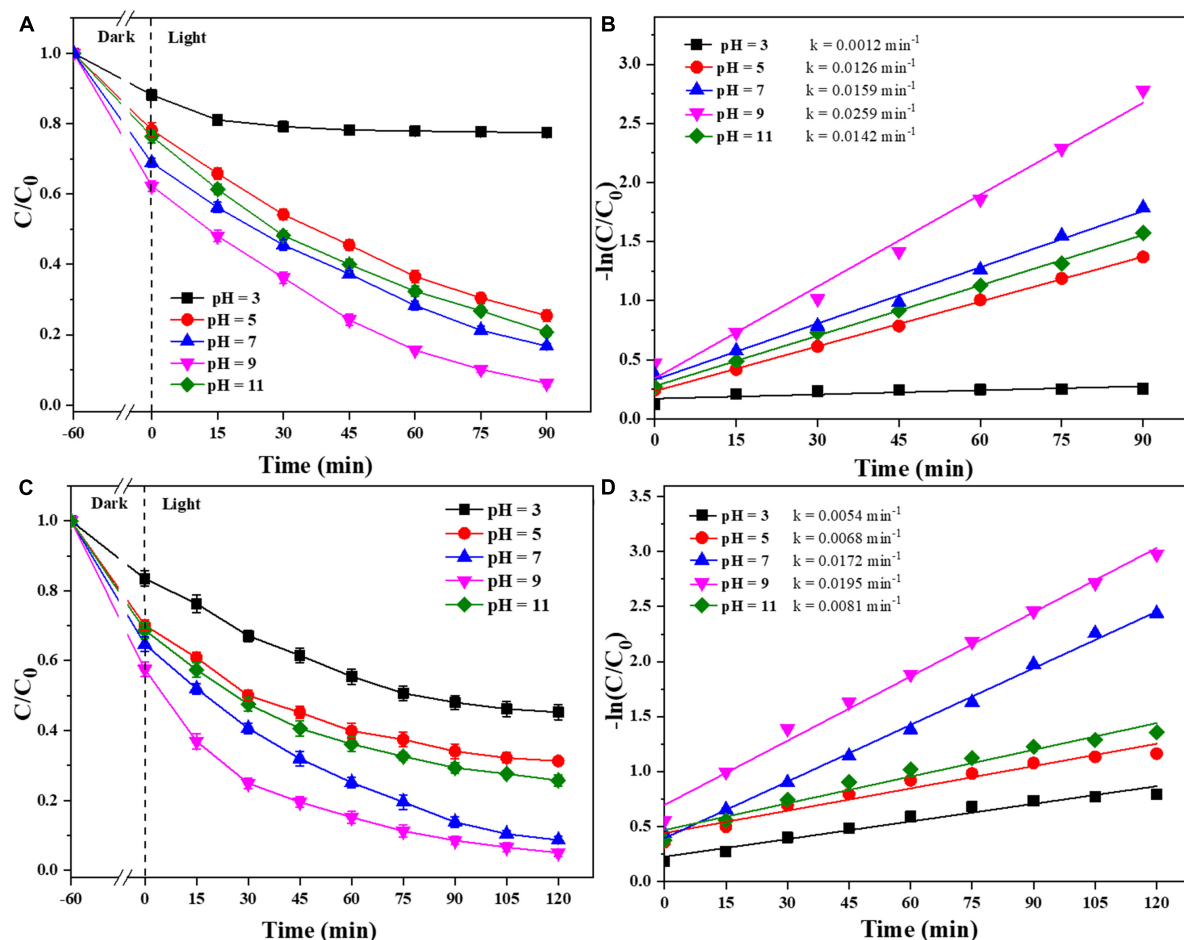 A
Dark
Light
1.0
0.8
0.6
0.4
0.2
0.0
C/C0
pH = 3
pH = 5
pH = 7
pH = 9
pH = 11
-60
0
15
30
45
60
75
90
Time (min)
B
pH = 3 k = 0.0012 min-1
pH = 5 k = 0.0126 min-1
pH = 7 k = 0.0159 min-1
pH = 9 k = 0.0259 min-1
pH = 11 k = 0.0142 min-1
3.0
2.5
2.0
1.5
1.0
0.5
0.0
-ln(C/C0)
0
15
30
45
60
75
90
Time (min)
C
Dark
Light
1.0
0.8
0.6
0.4
0.2
0.0
C/C0
pH = 3
pH = 5
pH = 7
pH = 9
pH = 11
-60
0
15
30
45
60
75
90
105
120
Time (min)
D
3.5
3.0
2.5
2.0
1.5
1.0
0.5
0.0
-ln(C/C0)
pH = 3 k = 0.0054 min-1
pH = 5 k = 0.0068 min-1
pH = 7 k = 0.0172 min-1
pH = 9 k = 0.0195 min-1
pH = 11 k = 0.0081 min-1
0
15
30
45
60
75
90
105
120
Time (min)